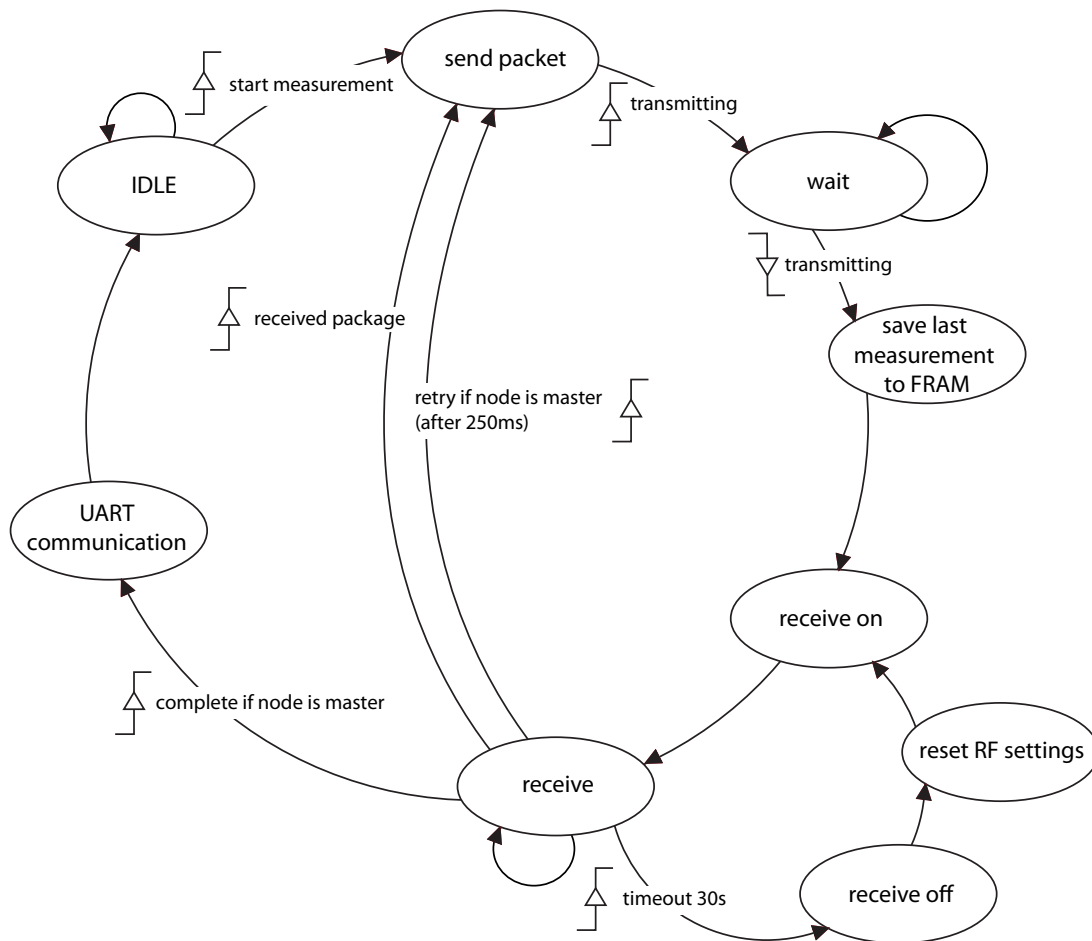 send packet
start measurement
transmitting
IDLE
wait
transmitting
received package
save last
measurement
to FRAM
retry if node is master
(after 250ms)
UART
communication
receive on
complete if node is master
reset RF settings
receive
timeout 30s
receive off